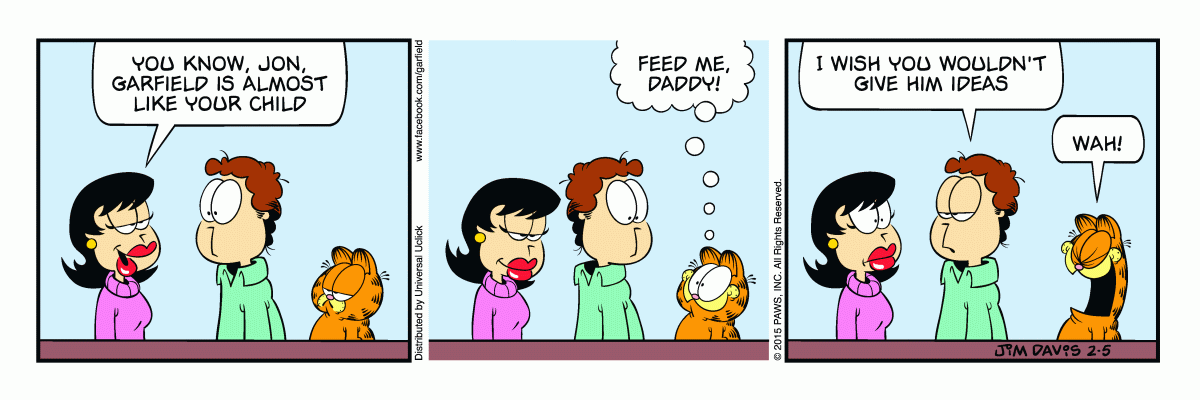 YOU KNOW, JON,
GARFIELD IS ALMOST
LIKE YOUR CHILD
Distributed by Universal Uclick
www.facebook.com/garfield
FEED ME,
DADDY!
© 2015 PAWS, INC. All Rights Reserved.
I WISH YOU WOULDN'T
GIVE HIM IDEAS
WAH!
JIM DAVIS 2-5